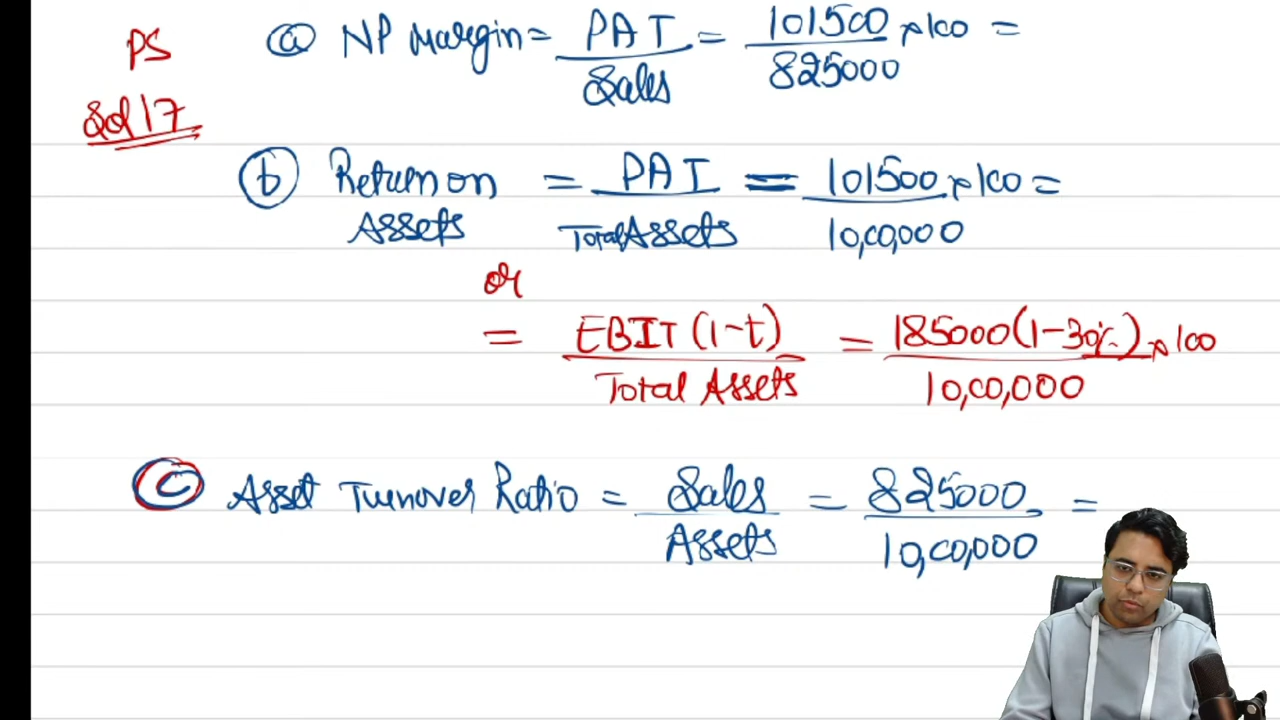 PS
Sol 17
(a) NP Margin = PAT / Sales = 101500 / 825000 × 100 =
(b) Return on Assets = PAT / Total Assets = 101500 / 10,00,000 × 100 =
or
= EBIT (1-t) / Total Assets = 185000 (1-30%) / 10,00,000 × 100
(c) Asset Turnover Ratio = Sales / Assets = 825000 / 10,00,000 =